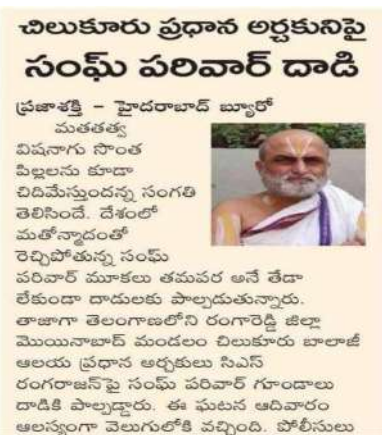 చిలుకూరు ప్రధాన అర్చకునిపై
సంఘ్ పరివార్ దాడి
ప్రజాశక్తి – హైదరాబాద్ బ్యూరో
మతతత్వ
విషనాగు సొంత
పిల్లలను కూడా
చిదిమేస్తుందన్న సంగతి
తెలిసిందే. దేశంలో
మతోన్మాదంతో
రెచ్చిపోతున్న సంఘ్
పరివార్ మూకలు తమపర అనే తేడా
లేకుండా దాడులకు పాల్పడుతున్నారు.
తాజాగా తెలంగాణలోని రంగారెడ్డి జిల్లా
మొయినాబాద్ మండలం చిలుకూరు బాలాజీ
ఆలయ ప్రధాన అర్చకులు సిఎస్
రంగరాజన్‌పై సంఘ్ పరివార్ గూండాలు
దాడికి పాల్పడ్డారు. ఈ ఘటన ఆదివారం
ఆలస్యంగా వెలుగులోకి వచ్చింది. పోలీసులు